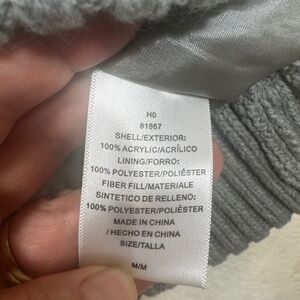 HO
81867
SHELL/EXTERIOR:
100% ACRYLIC/ACRÍLICO
LINING/FORRO:
100% POLYESTER/POLIÉSTER
FIBER FILL/MATERIALE
SINTETICO DE RELLENO:
100% POLYESTER/POLIÉSTER
MADE IN CHINA
/ HECHO EN CHINA
SIZE/TALLA
M/M